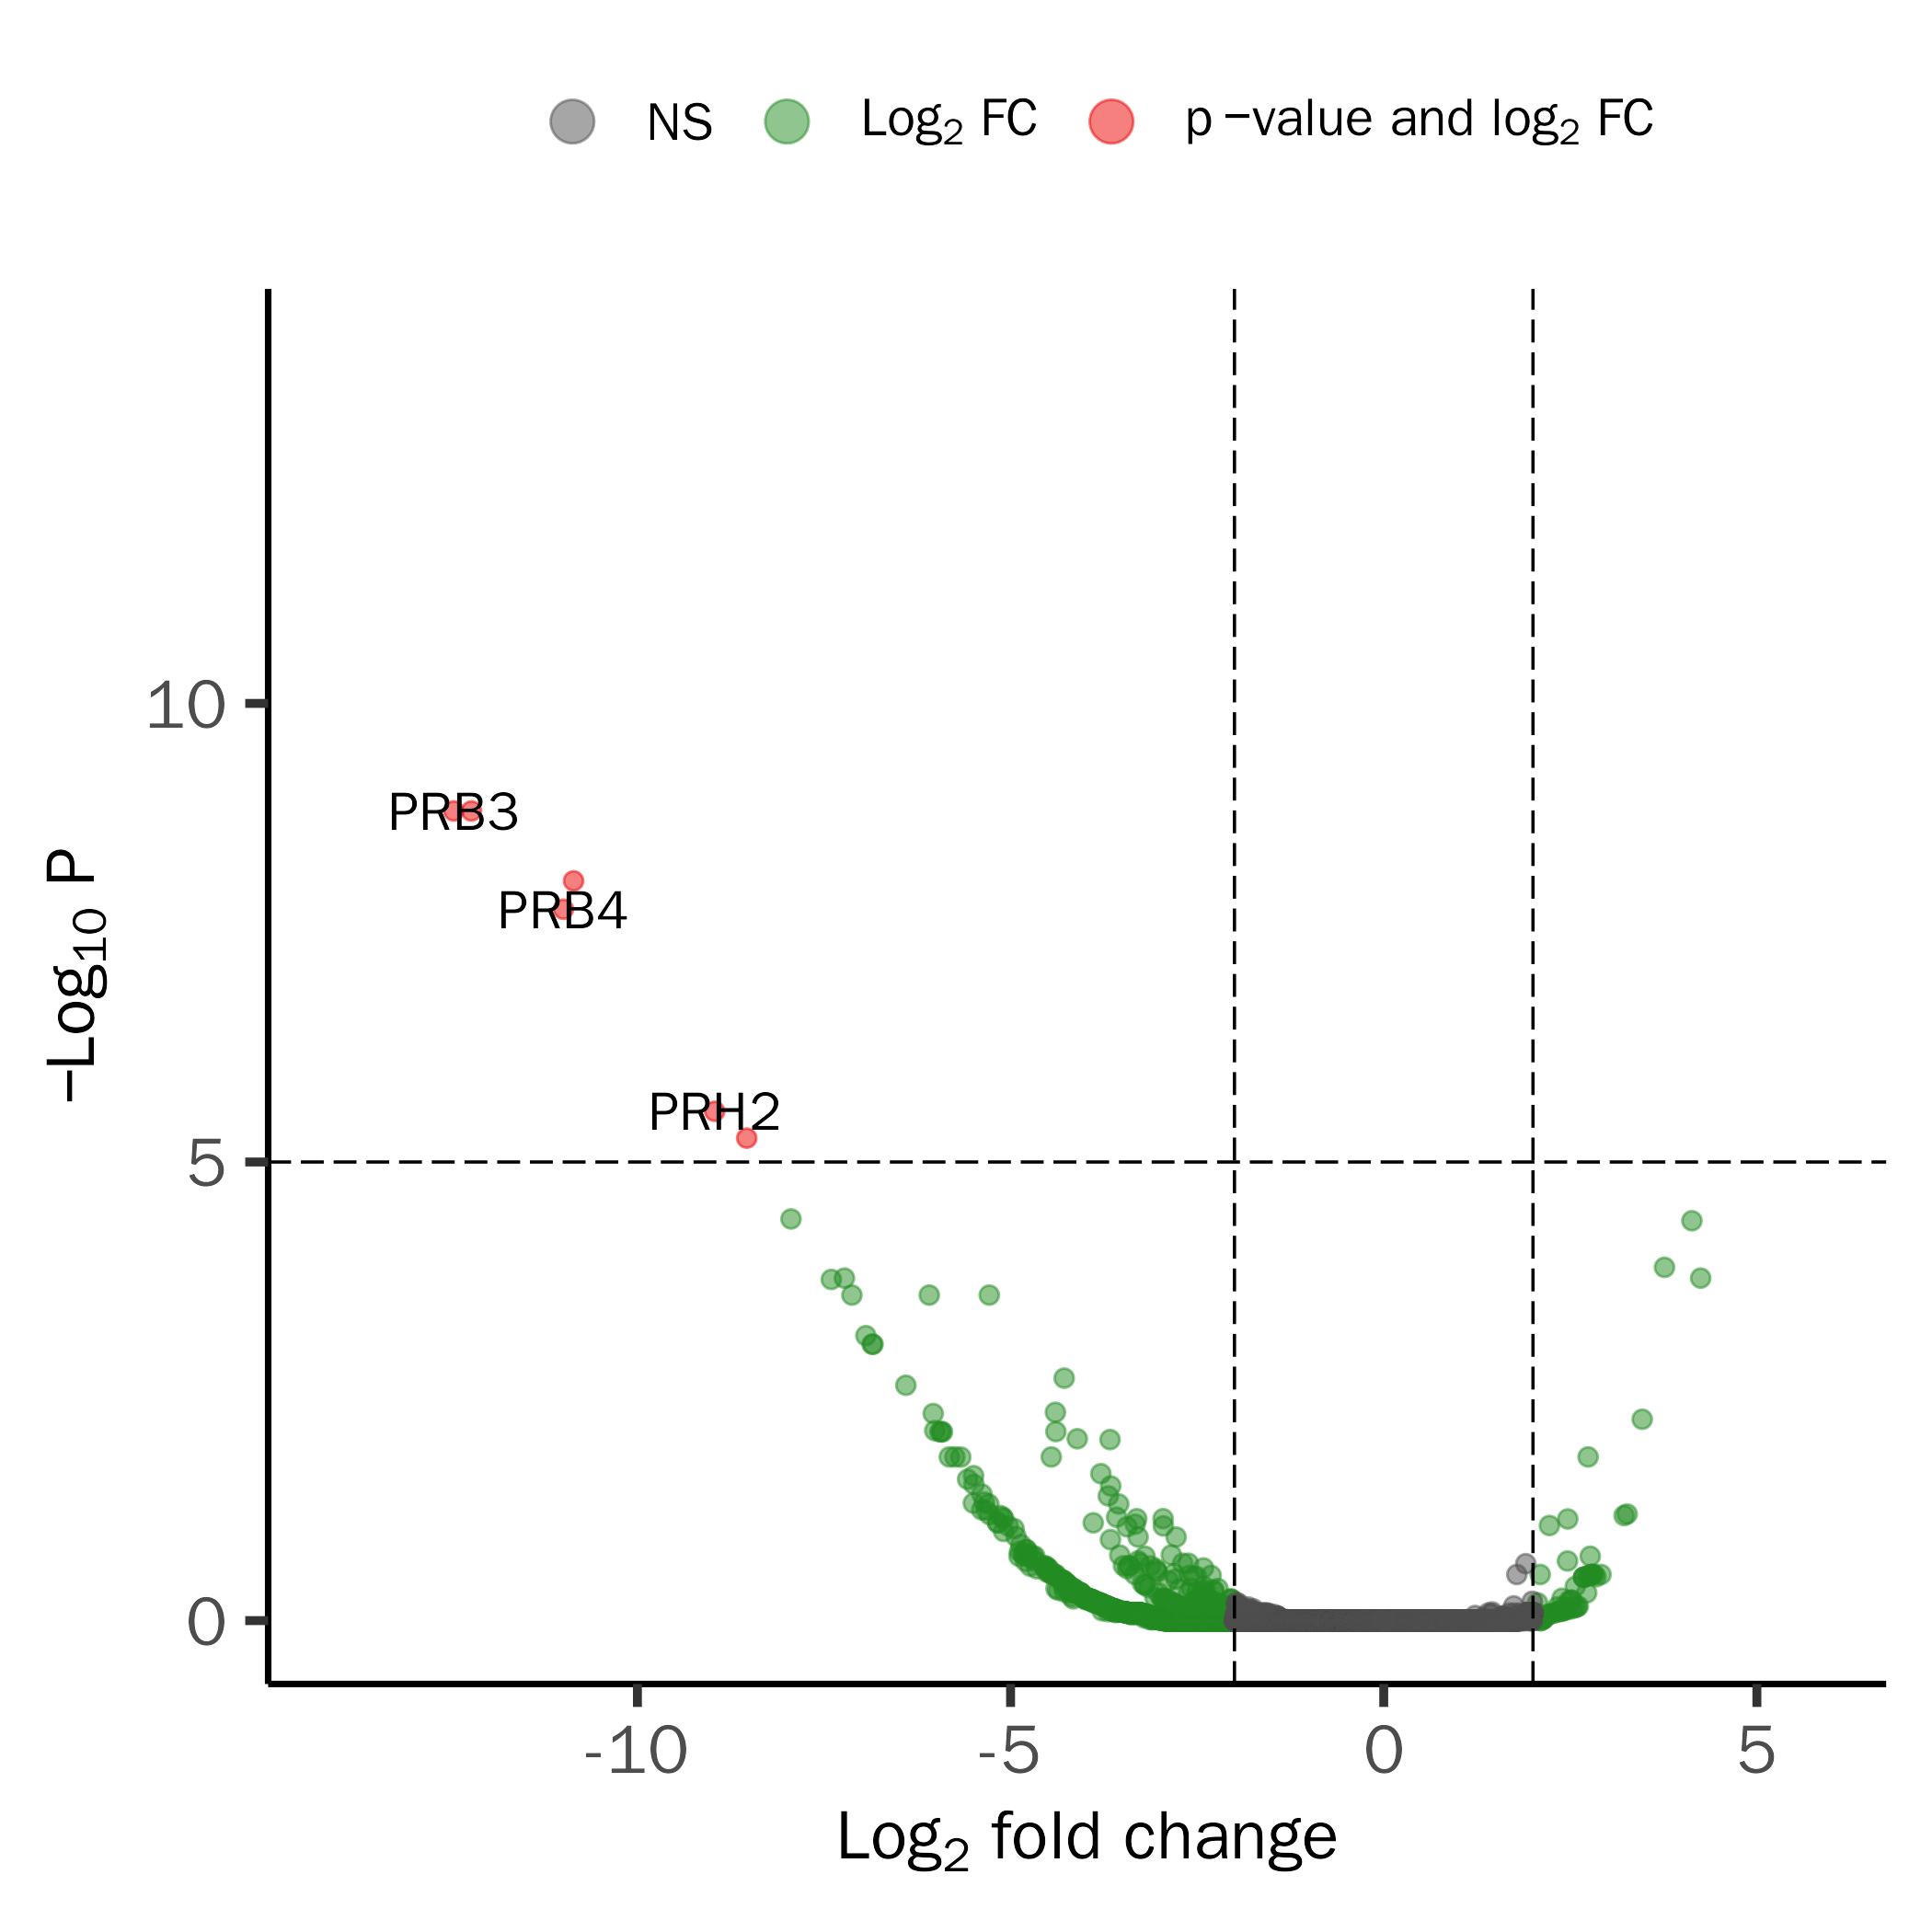 NS Log₂ FC p −value and log₂ FC
−Log₁₀ P
10
5
0
PRB3
PRB4
PRH2
-10 -5 0 5
Log₂ fold change